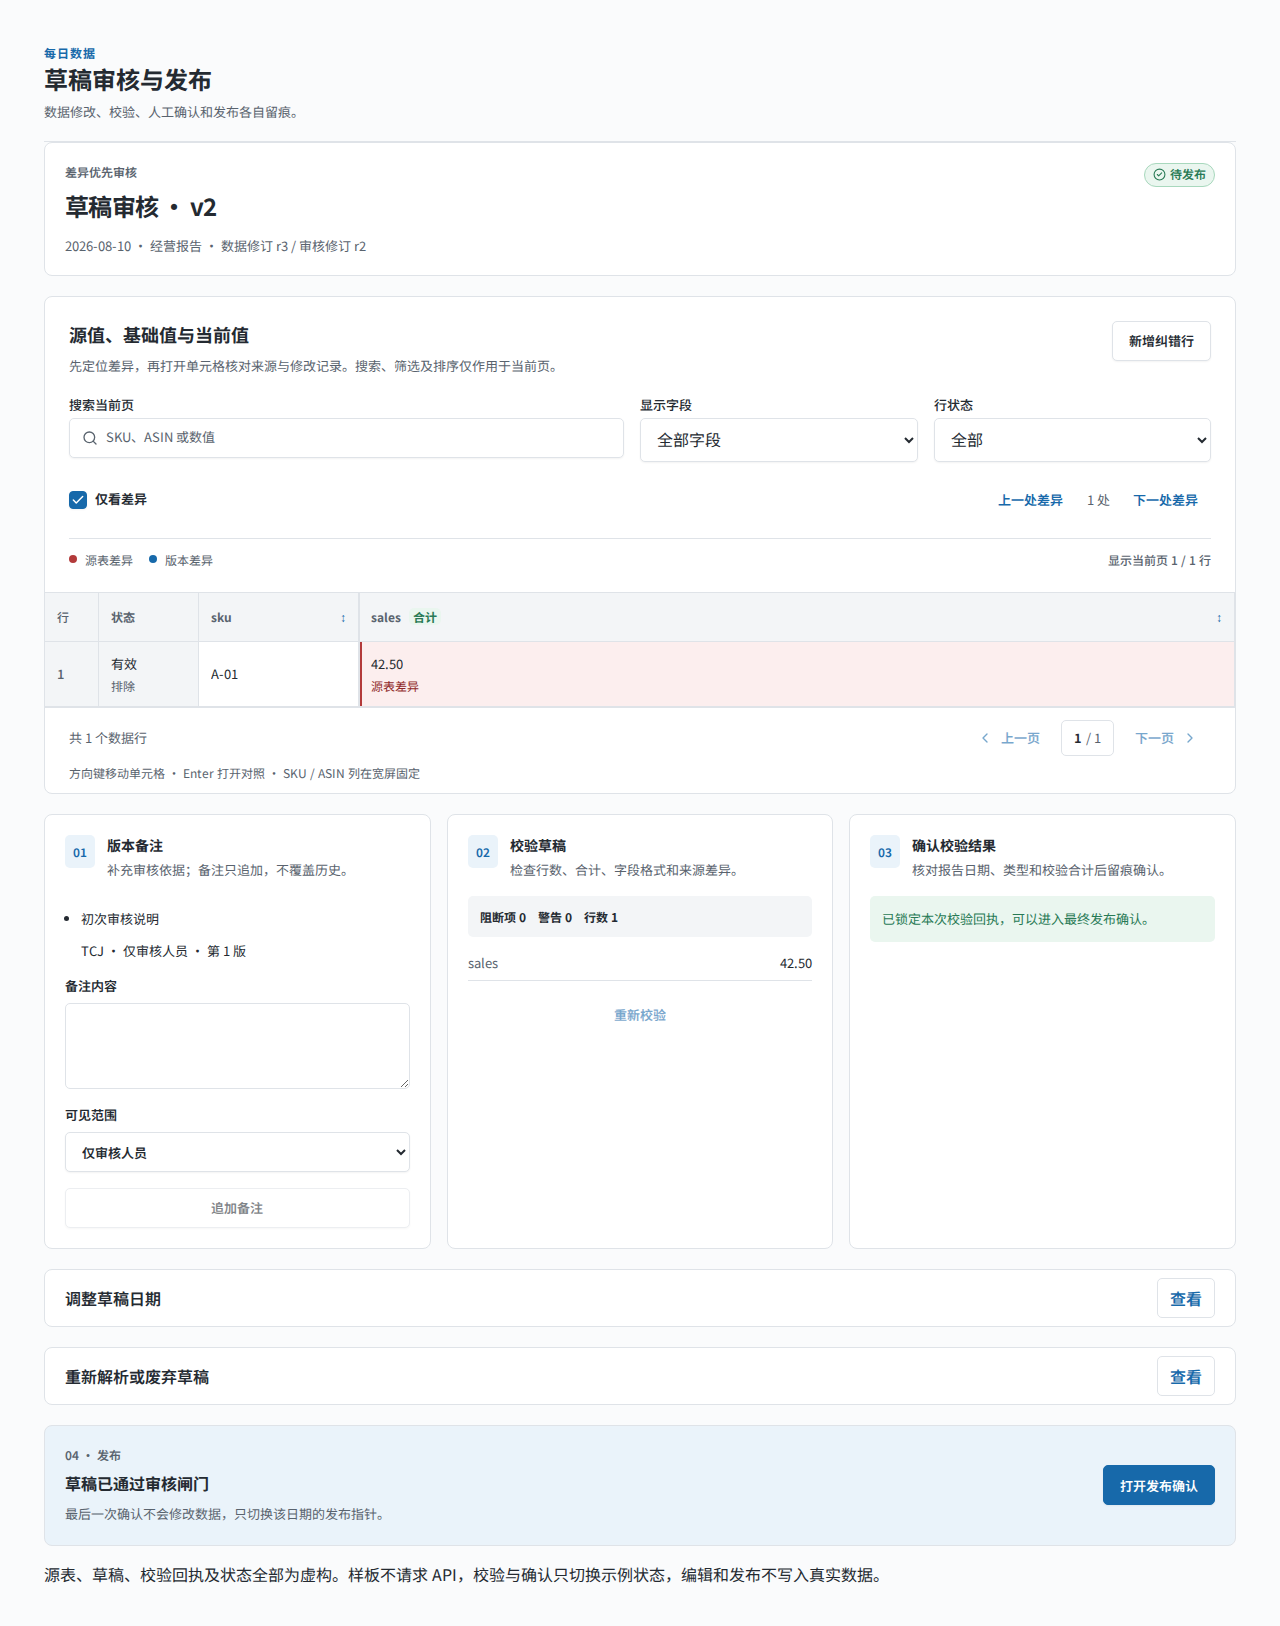 每日数据
草稿审核与发布
数据修改、校验、人工确认和发布各自留痕。
差异优先审核
待发布
草稿审核 · v2
2026-08-10 · 经营报告 · 数据修订 r3 / 审核修订 r2
源值、基础值与当前值
新增纠错行
先定位差异，再打开单元格核对来源与修改记录。搜索、筛选及排序仅作用于当前页。
搜索当前页 显示字段 行状态
SKU、ASIN 或数值 全部字段 全部
仅看差异 上一处差异 1 处 下一处差异
源表差异 版本差异 显示当前页 1 / 1 行
行 状态 sku ↕ sales 合计 ↕
1 有效 A-01 42.50
排除 源表差异
共 1 个数据行 上一页 1 / 1 下一页
方向键移动单元格 · Enter 打开对照 · SKU / ASIN 列在宽屏固定
01 版本备注
补充审核依据；备注只追加，不覆盖历史。
初次审核说明
TCJ · 仅审核人员 · 第 1 版
备注内容
可见范围
仅审核人员
追加备注
02 校验草稿
检查行数、合计、字段格式和来源差异。
阻断项 0 警告 0 行数 1
sales 42.50
重新校验
03 确认校验结果
核对报告日期、类型和校验合计后留痕确认。
已锁定本次校验回执，可以进入最终发布确认。
调整草稿日期 查看
重新解析或废弃草稿 查看
04 · 发布
草稿已通过审核闸门
最后一次确认不会修改数据，只切换该日期的发布指针。
打开发布确认
源表、草稿、校验回执及状态全部为虚构。样板不请求 API，校验与确认只切换示例状态，编辑和发布不写入真实数据。